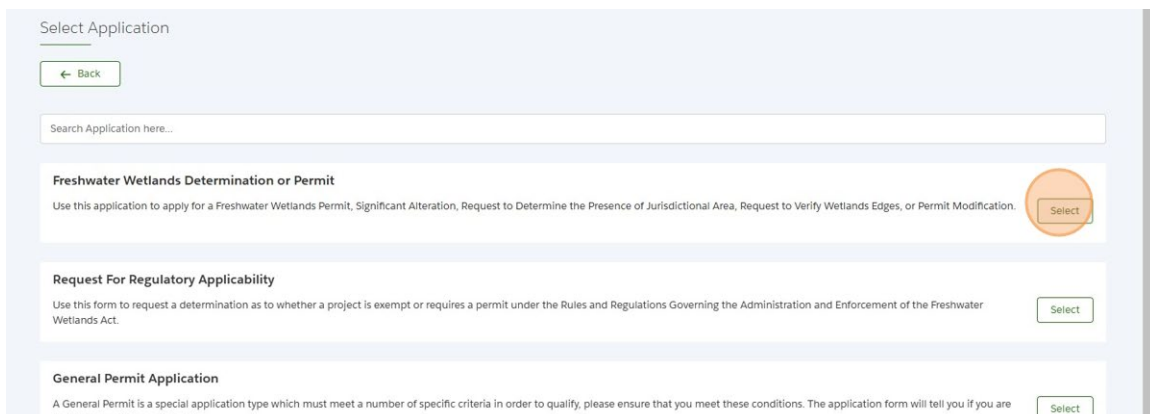 Select Application
← Back
Search Application here...
Freshwater Wetlands Determination or Permit
Use this application to apply for a Freshwater Wetlands Permit, Significant Alteration, Request to Determine the Presence of Jurisdictional Area, Request to Verify Wetlands Edges, or Permit Modification.
Select
Request For Regulatory Applicability
Use this form to request a determination as to whether a project is exempt or requires a permit under the Rules and Regulations Governing the Administration and Enforcement of the Freshwater
Wetlands Act.
Select
General Permit Application
A General Permit is a special application type which must meet a number of specific criteria in order to qualify, please ensure that you meet these conditions. The application form will tell you if you are
Select